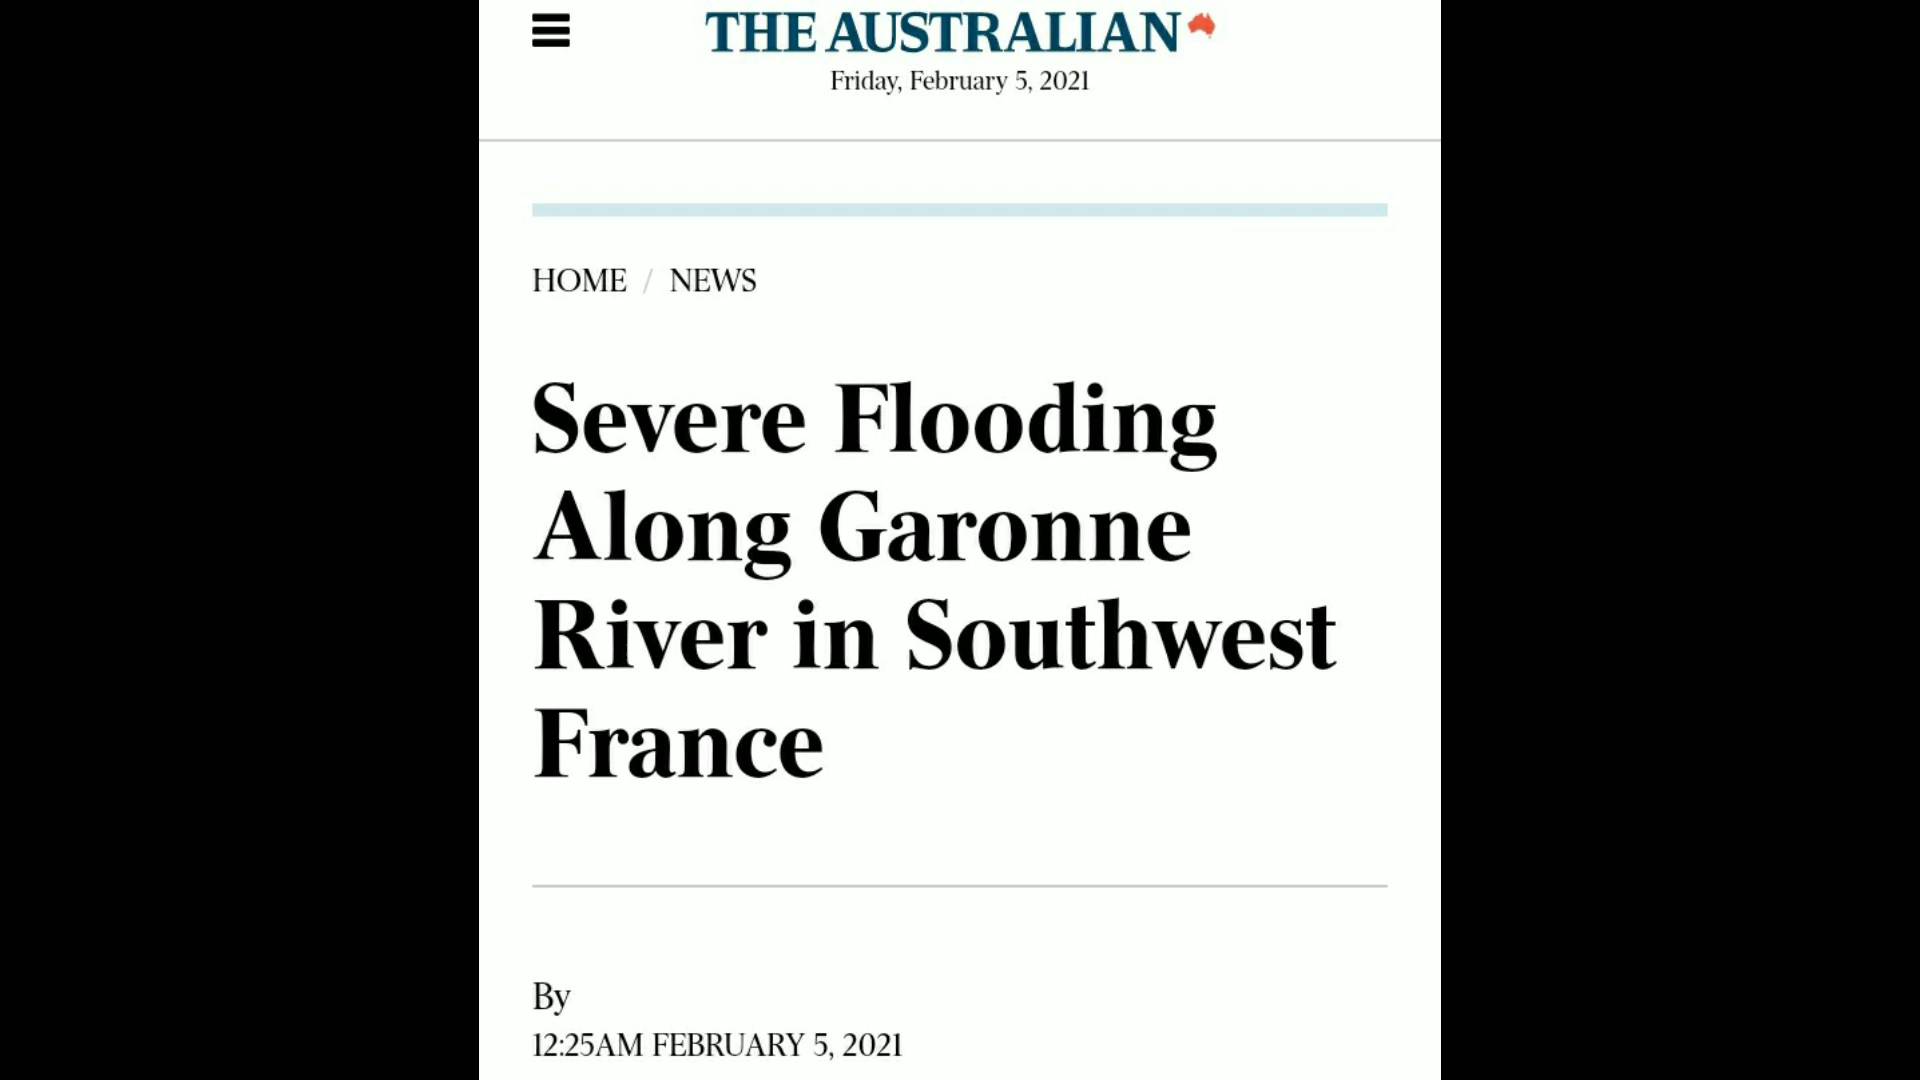 THE AUSTRALIAN
Friday, February 5, 2021
HOME / NEWS
Severe Flooding
Along Garonne
River in Southwest
France
By
12:25AM FEBRUARY 5, 2021